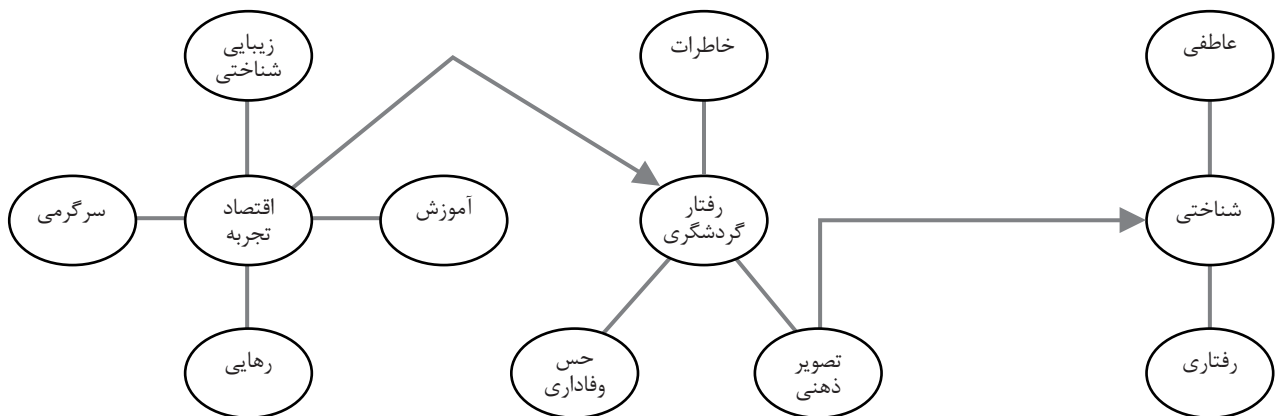 زیبایی
شناختی
خاطرات
عاطفی
سرگرمی
اقتصاد
تجربه
آموزش
رفتار
گردشگری
شناختی
رهایی
حس
وفاداری
تصویر
ذهنی
رفتاری